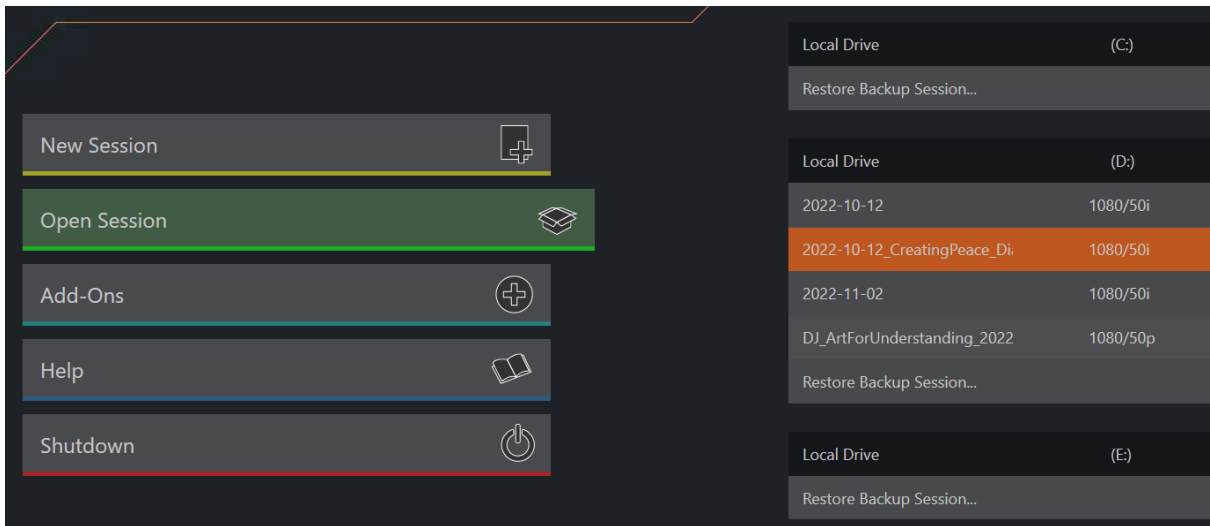 New Session
Open Session
Add-Ons
Help
Shutdown
Local Drive (C:)
Restore Backup Session...
Local Drive (D:)
2022-10-12 1080/50i
2022-10-12_CreatingPeace_Di 1080/50i
2022-11-02 1080/50i
DJ_ArtForUnderstanding_2022 1080/50p
Restore Backup Session...
Local Drive (E:)
Restore Backup Session...